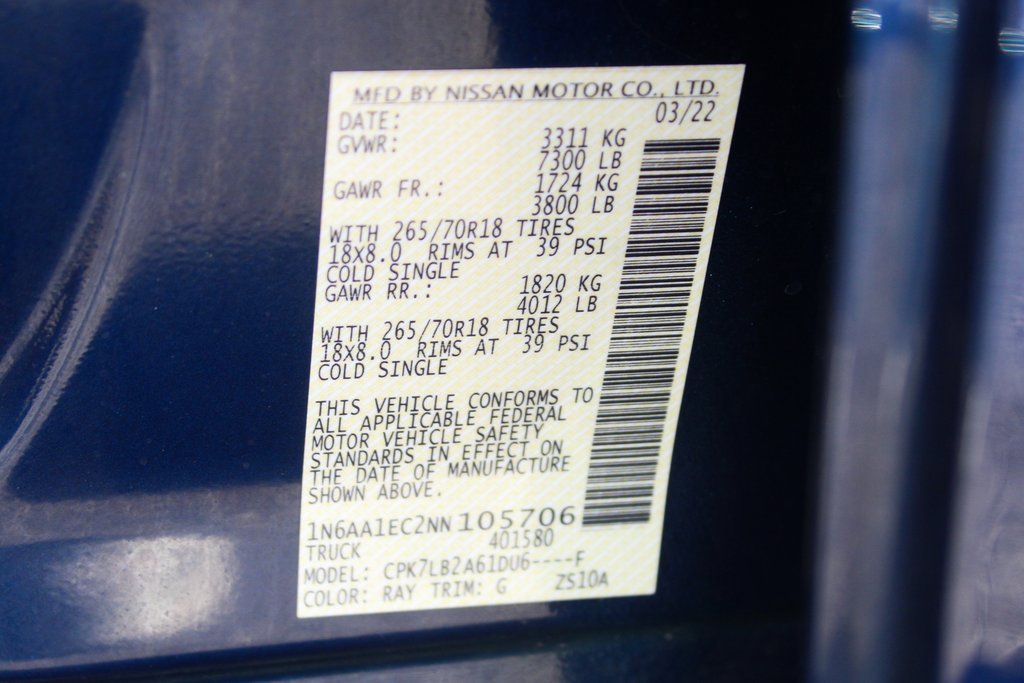 MFD BY NISSAN MOTOR CO., LTD.
DATE: 03/22
GVWR: 3311 KG
7300 LB
GAWR FR.: 1724 KG
3800 LB
WITH 265/70R18 TIRES
18X8.0 RIMS AT 39 PSI
COLD SINGLE
GAWR RR.: 1820 KG
4012 LB
WITH 265/70R18 TIRES
18X8.0 RIMS AT 39 PSI
COLD SINGLE
THIS VEHICLE CONFORMS TO
ALL APPLICABLE FEDERAL
MOTOR VEHICLE SAFETY
STANDARDS IN EFFECT ON
THE DATE OF MANUFACTURE
SHOWN ABOVE.
1N6AA1EC2NN105706
TRUCK 401580
MODEL: CPK7LB2A61DU6----F
COLOR: RAY TRIM: G ZS10A